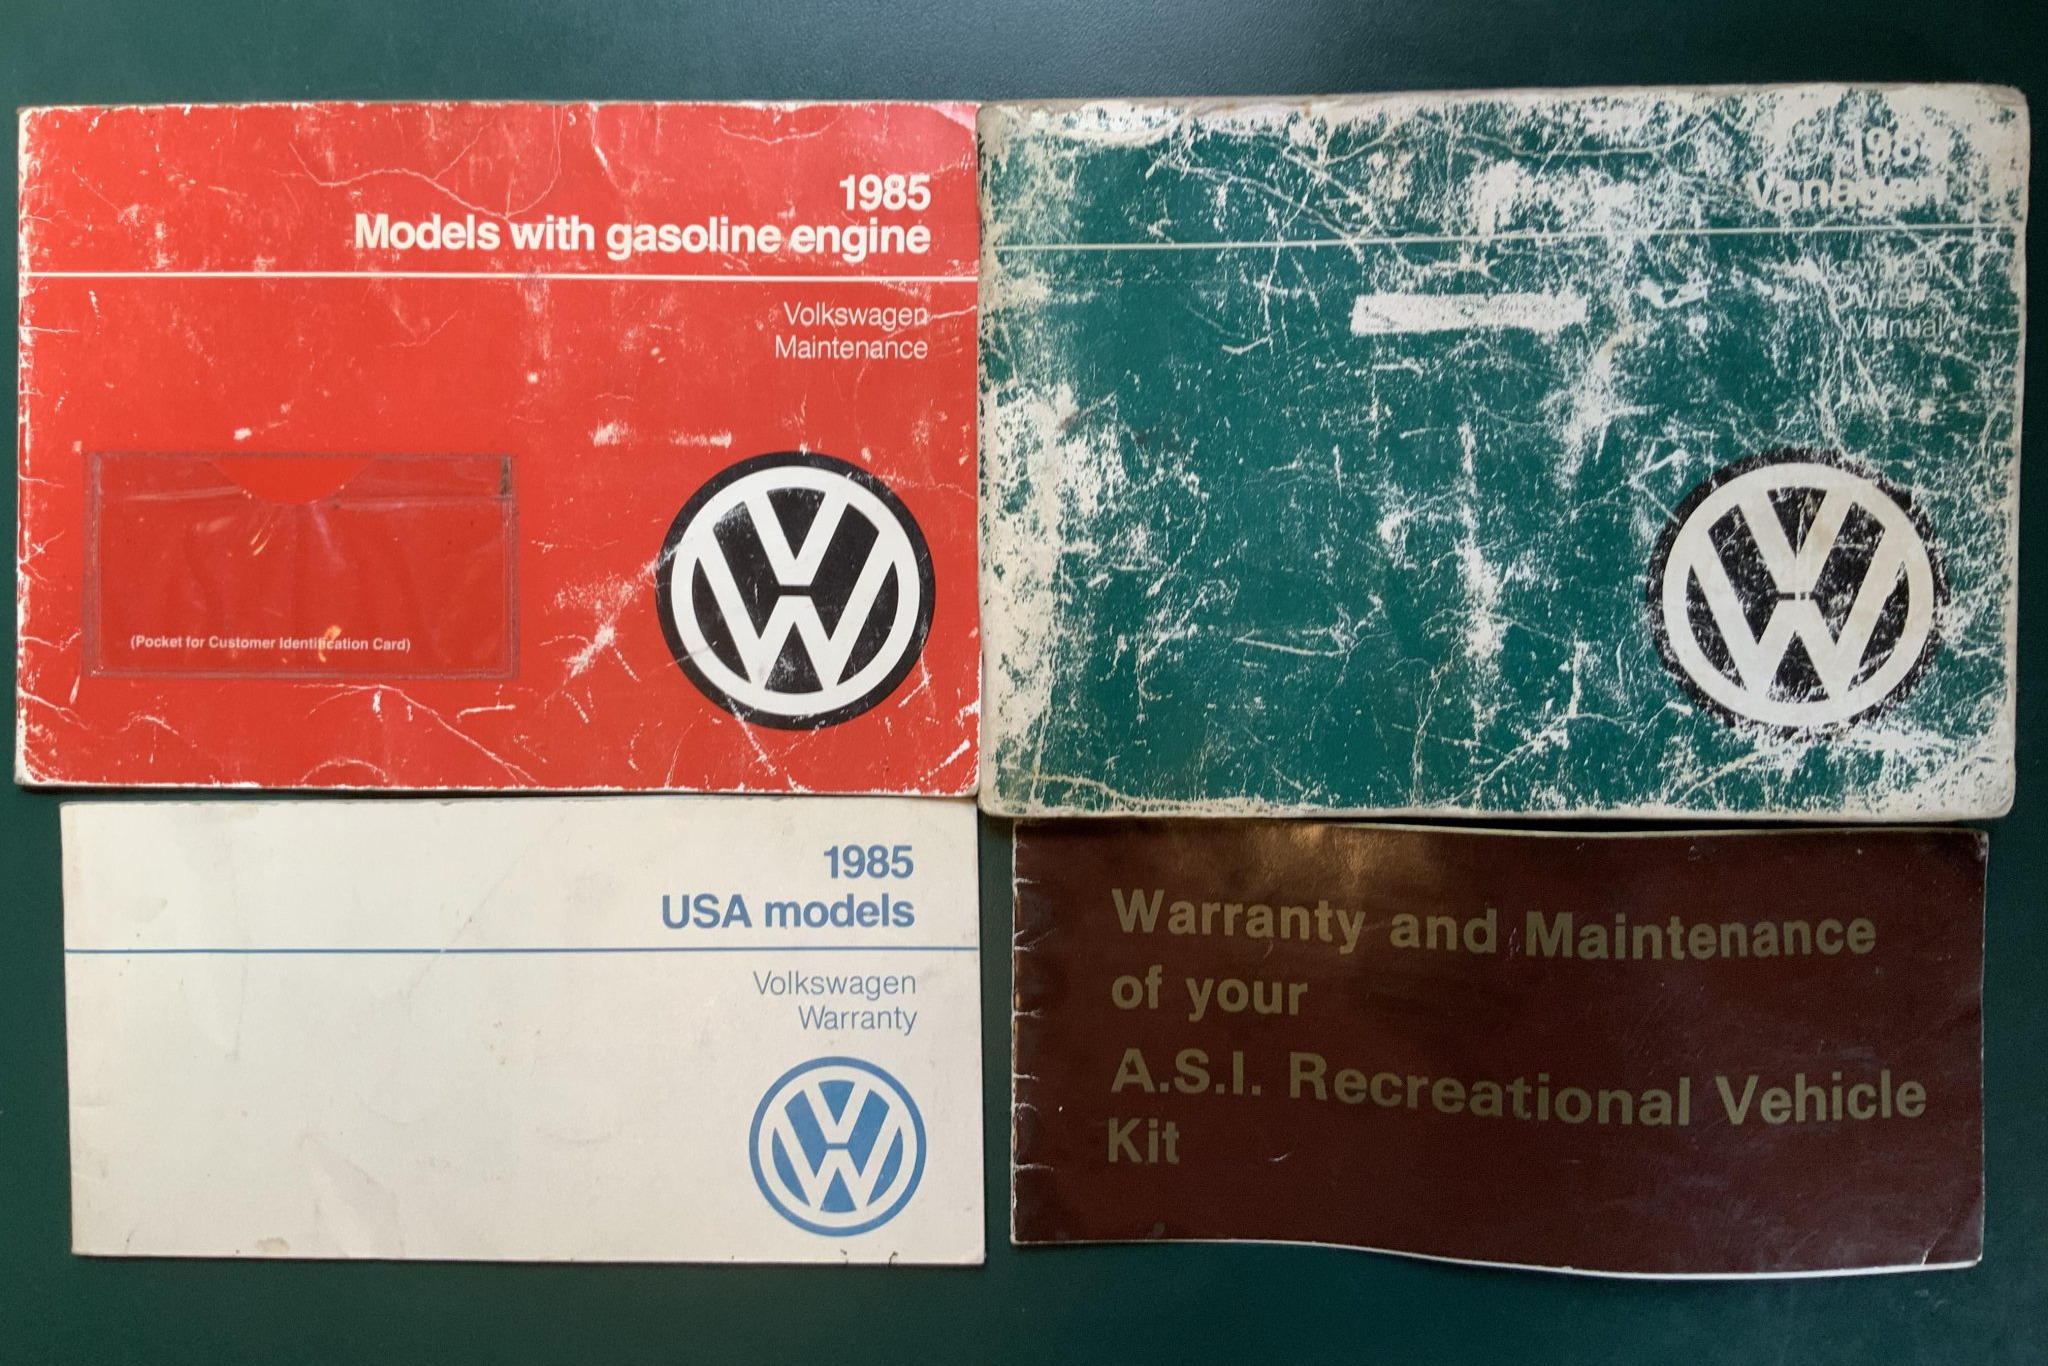 1985
Models with gasoline engine
Volkswagen
Maintenance
(Pocket for Customer Identification Card)
Vanagon
Owner's
Manual
1985
USA models
Volkswagen
Warranty
Warranty and Maintenance
of your
A.S.I. Recreational Vehicle
Kit